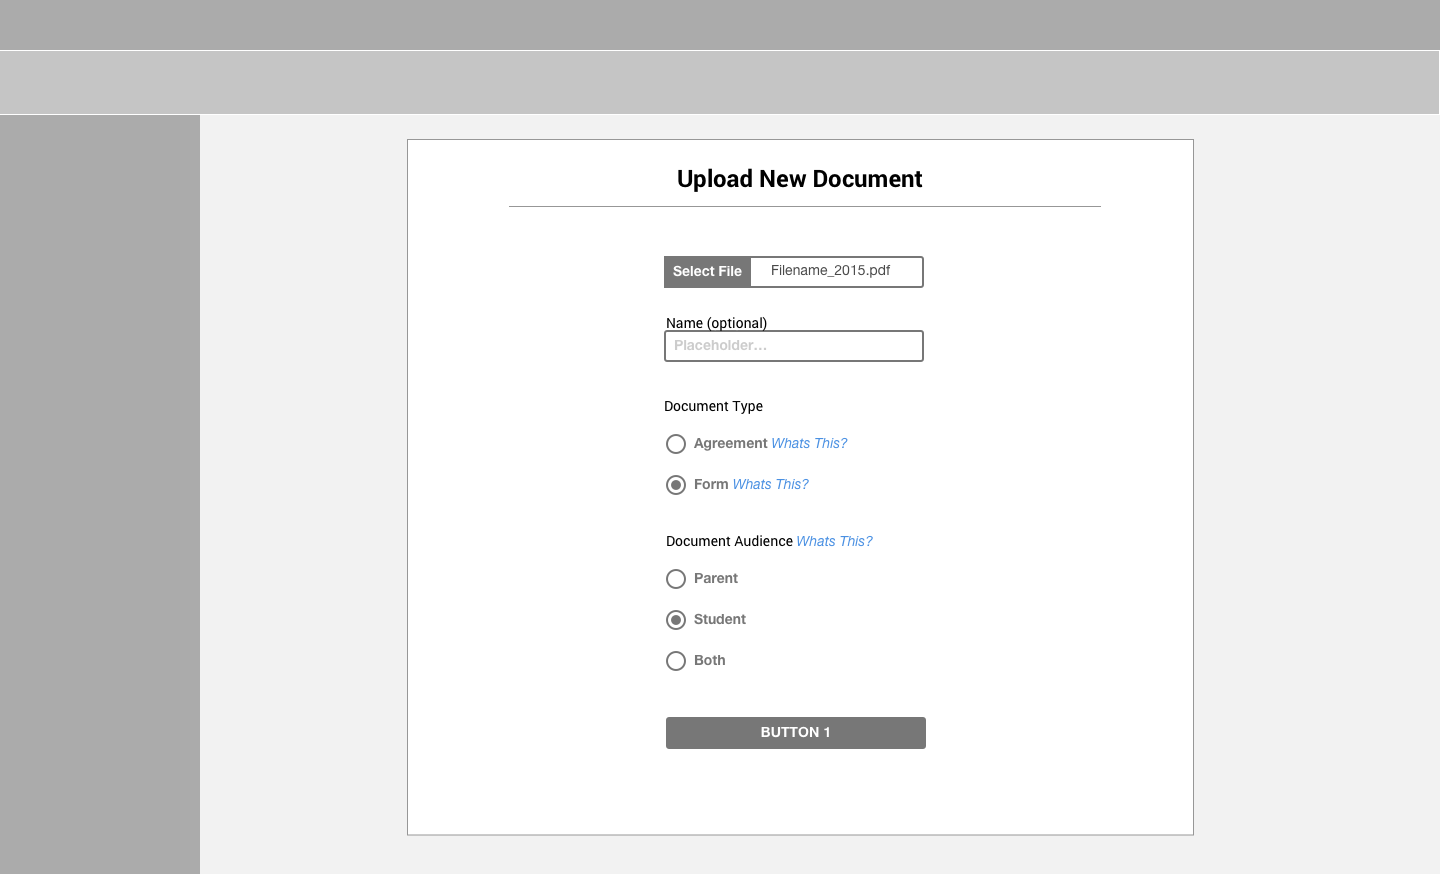 Upload New Document
Select File Filename_2015.pdf
Name (optional)
Placeholder...
Document Type
Agreement Whats This?
Form Whats This?
Document Audience Whats This?
Parent
Student
Both
BUTTON 1